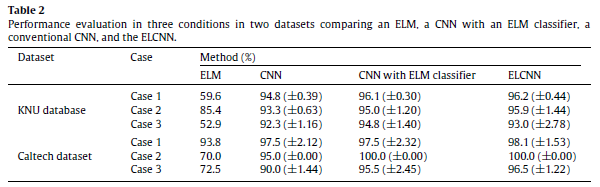 Table 2
Performance evaluation in three conditions in two datasets comparing an ELM, a CNN with an ELM classifier, a
conventional CNN, and the ELCNN.
Dataset Case Method (%)
ELM CNN CNN with ELM classifier ELCNN
Case 1 59.6 94.8 (±0.39) 96.1 (±0.30) 96.2 (±0.44)
KNU database Case 2 85.4 93.3 (±0.63) 95.0 (±1.20) 95.9 (±1.44)
Case 3 52.9 92.3 (±1.16) 94.8 (±1.40) 93.0 (±2.78)
Case 1 93.8 97.5 (±2.12) 97.5 (±2.32) 98.1 (±1.53)
Caltech dataset Case 2 70.0 95.0 (±0.00) 100.0 (±0.00) 100.0 (±0.00)
Case 3 72.5 90.0 (±1.44) 95.5 (±2.45) 96.5 (±1.22)